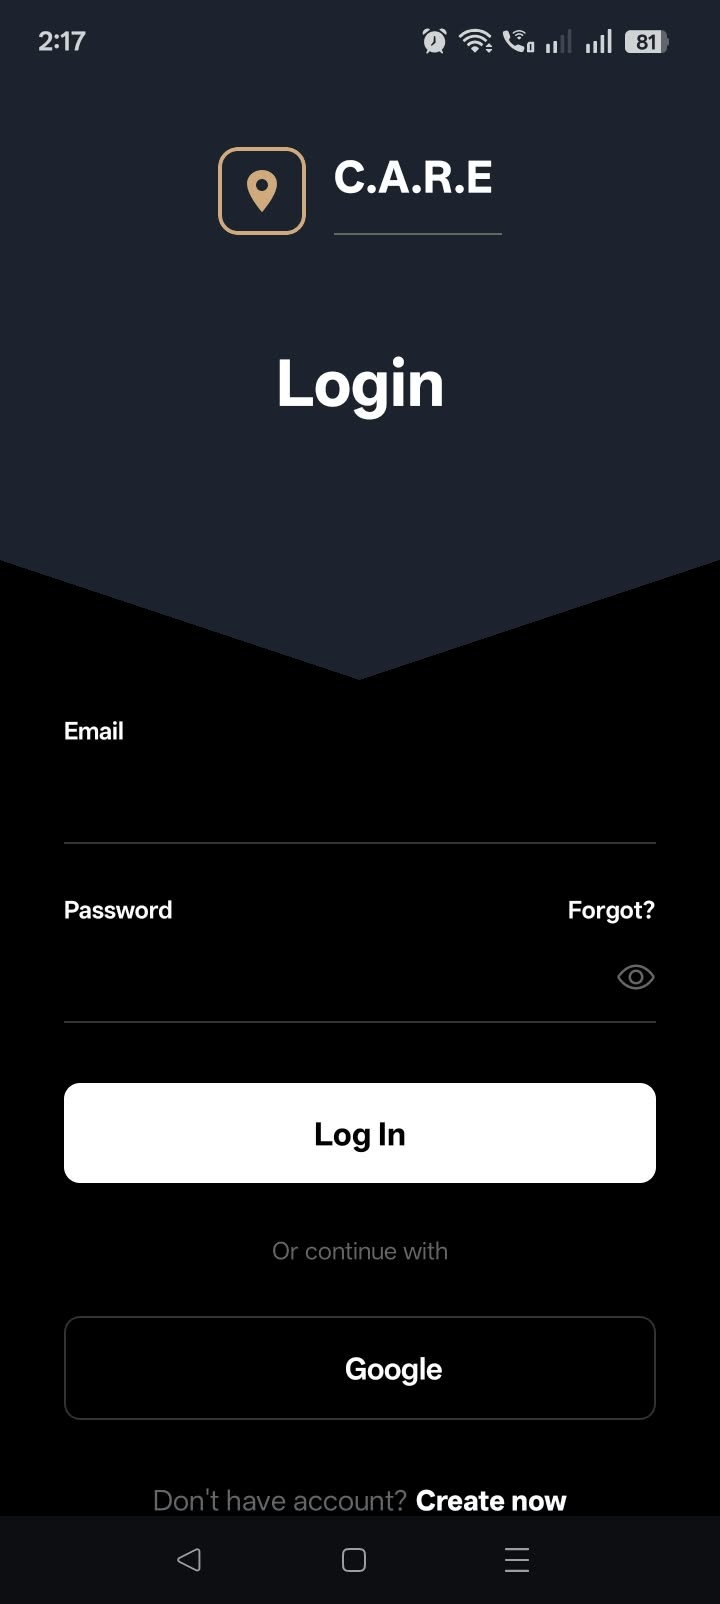 2:17
81
C.A.R.E
Login
Email
Password Forgot?
Log In
Or continue with
Google
Don't have account? Create now